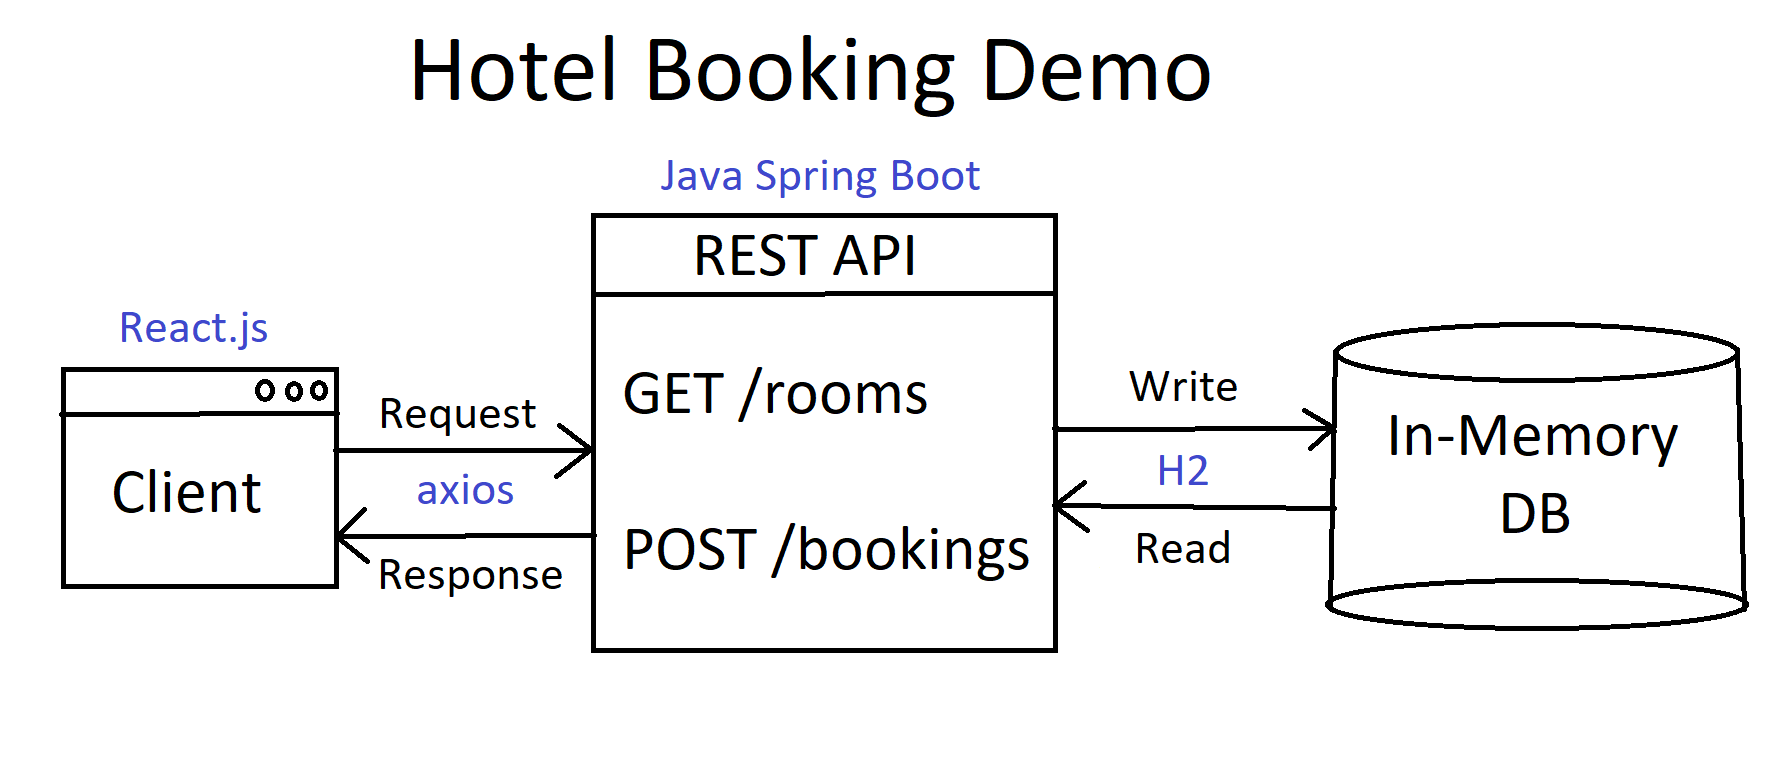 Hotel Booking Demo
Java Spring Boot
REST API
React.js
Client
Request
axios
Response
GET /rooms
POST /bookings
Write
H2
Read
In-Memory
DB